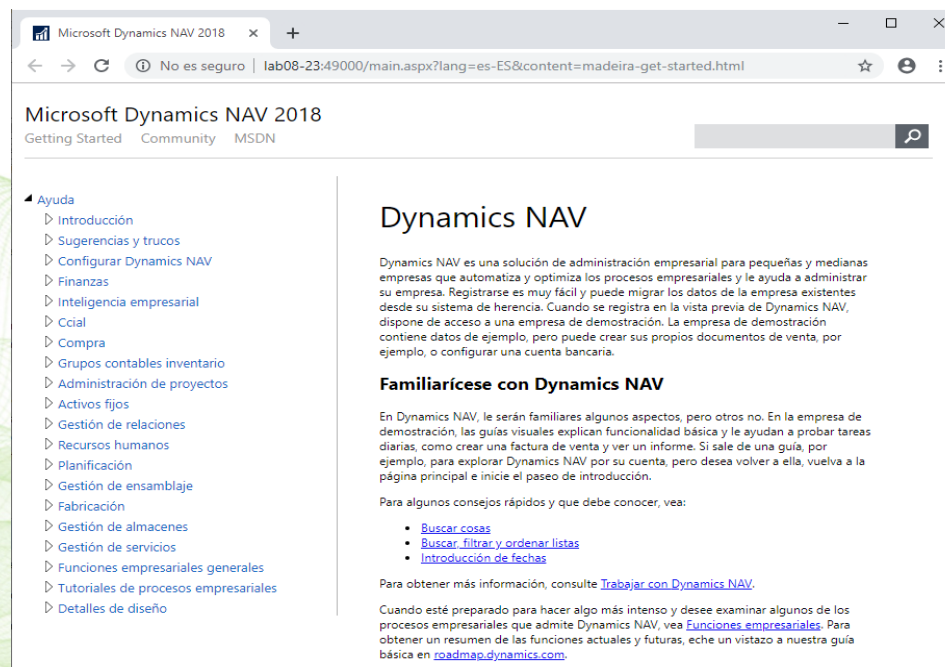 Microsoft Dynamics NAV 2018
No es seguro | lab08-23:49000/main.aspx?lang=es-ES&content=madeira-get-started.html
Microsoft Dynamics NAV 2018
Getting Started Community MSDN
Ayuda
Introducción
Sugerencias y trucos
Configurar Dynamics NAV
Finanzas
Inteligencia empresarial
Ccial
Compra
Grupos contables inventario
Administración de proyectos
Activos fijos
Gestión de relaciones
Recursos humanos
Planificación
Gestión de ensamblaje
Fabricación
Gestión de almacenes
Gestión de servicios
Funciones empresariales generales
Tutoriales de procesos empresariales
Detalles de diseño
Dynamics NAV
Dynamics NAV es una solución de administración empresarial para pequeñas y medianas
empresas que automatiza y optimiza los procesos empresariales y le ayuda a administrar
su empresa. Registrarse es muy fácil y puede migrar los datos de la empresa existentes
desde su sistema de herencia. Cuando se registra en la vista previa de Dynamics NAV,
dispone de acceso a una empresa de demostración. La empresa de demostración
contiene datos de ejemplo, pero puede crear sus propios documentos de venta, por
ejemplo, o configurar una cuenta bancaria.
Familiarícese con Dynamics NAV
En Dynamics NAV, le serán familiares algunos aspectos, pero otros no. En la empresa de
demostración, las guías visuales explican funcionalidad básica y le ayudan a probar tareas
diarias, como crear una factura de venta y ver un informe. Si sale de una guía, por
ejemplo, para explorar Dynamics NAV por su cuenta, pero desea volver a ella, vuelva a la
página principal e inicie el paseo de introducción.
Para algunos consejos rápidos y que debe conocer, vea:
Buscar cosas
Buscar, filtrar y ordenar listas
Introducción de fechas
Para obtener más información, consulte Trabajar con Dynamics NAV.
Cuando esté preparado para hacer algo más intenso y desee examinar algunos de los
procesos empresariales que admite Dynamics NAV, vea Funciones empresariales. Para
obtener un resumen de las funciones actuales y futuras, eche un vistazo a nuestra guía
básica en roadmap.dynamics.com.